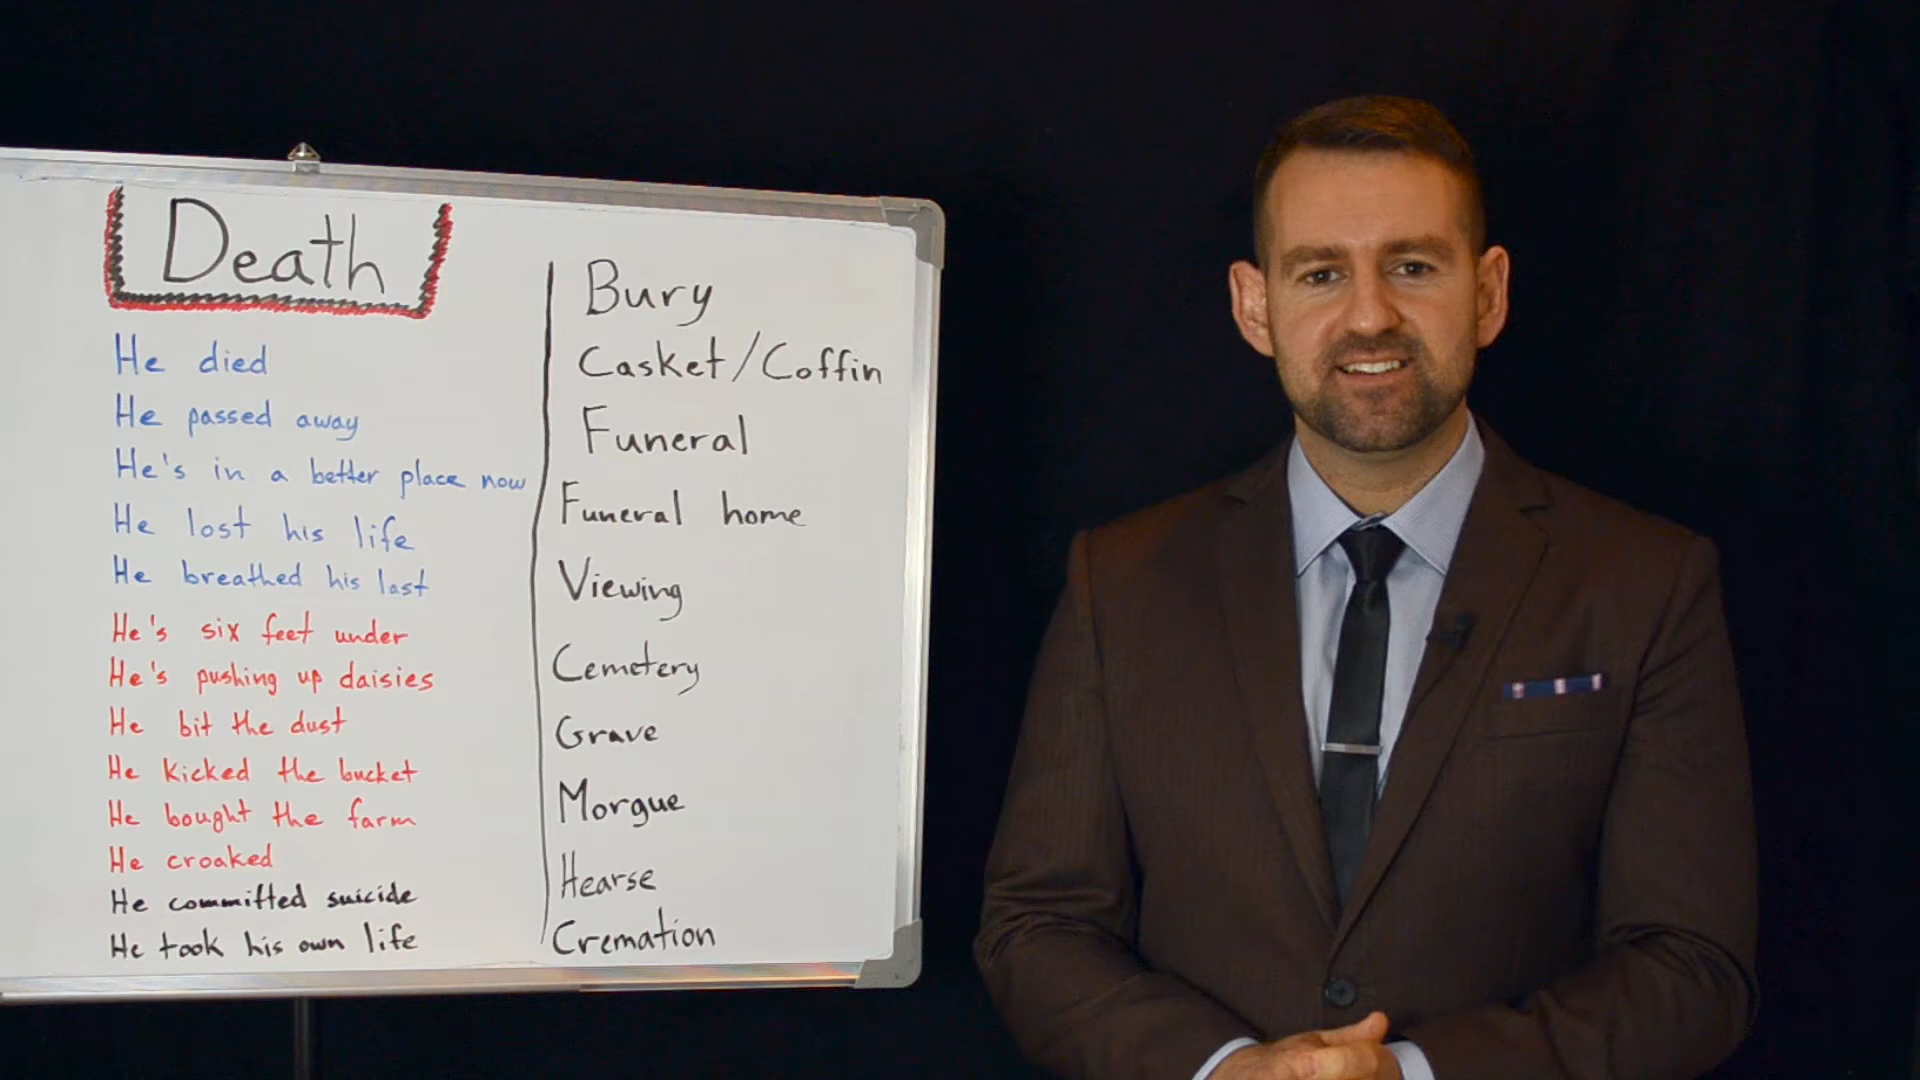 Death
He died
He passed away
He's in a better place now
He lost his life
He breathed his last
He's six feet under
He's pushing up daisies
He bit the dust
He kicked the bucket
He bought the farm
He croaked
He committed suicide
He took his own life
Bury
Casket/Coffin
Funeral
Funeral home
Viewing
Cemetery
Grave
Morgue
Hearse
Cremation